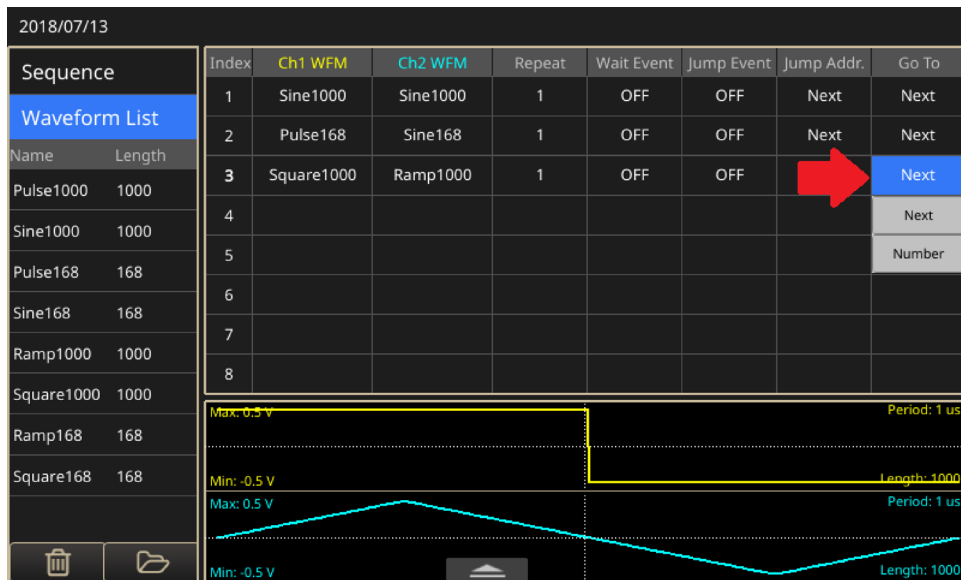 2018/07/13
Sequence
Waveform List
Name Length
Pulse1000 1000
Sine1000 1000
Pulse168 168
Sine168 168
Ramp1000 1000
Square1000 1000
Ramp168 168
Square168 168
Index Ch1 WFM Ch2 WFM Repeat Wait Event Jump Event Jump Addr. Go To
1 Sine1000 Sine1000 1 OFF OFF Next Next
2 Pulse168 Sine168 1 OFF OFF Next Next
3 Square1000 Ramp1000 1 OFF OFF Next
4 Next
5 Number
6
7
8
Max: 0.5 V Period: 1 us
Min: -0.5 V Length: 1000
Max: 0.5 V Period: 1 us
Min: -0.5 V Length: 1000